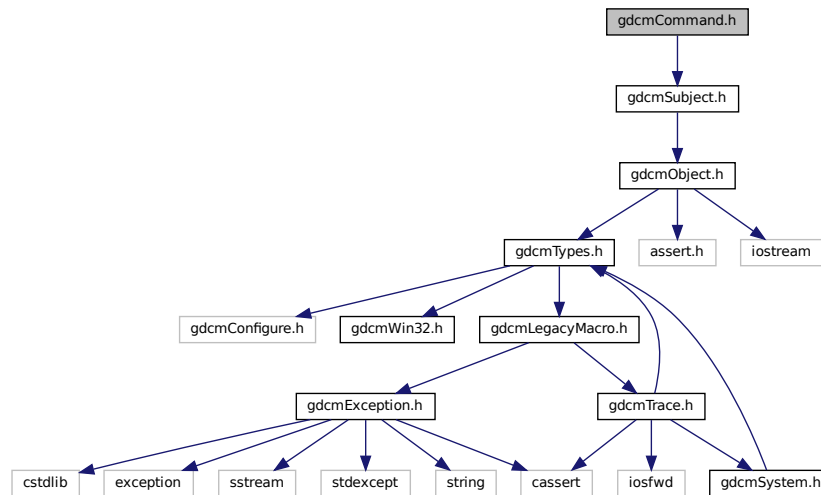 gdcmCommand.h
gdcmSubject.h
gdcmObject.h
gdcmTypes.h
assert.h
iostream
gdcmConfigure.h
gdcmWin32.h
gdcmLegacyMacro.h
gdcmException.h
gdcmTrace.h
cstdlib
exception
sstream
stdexcept
string
cassert
iosfwd
gdcmSystem.h